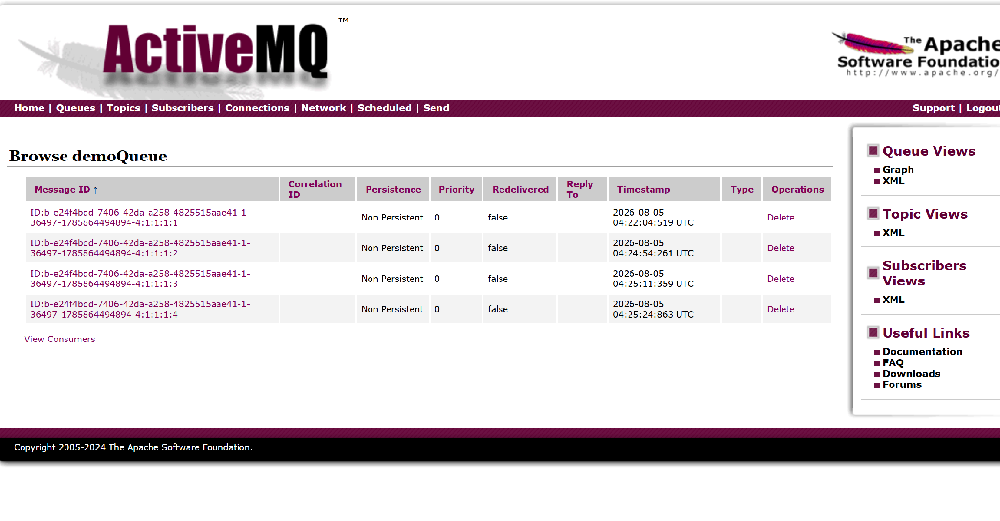 ActiveMQ ™
The Apache
Software Foundatio
http://www.apache.org/
Home | Queues | Topics | Subscribers | Connections | Network | Scheduled | Send
Support | Logout
Browse demoQueue
Message ID ↑ Correlation ID Persistence Priority Redelivered Reply To Timestamp Type Operations
ID:b-e24f4bdd-7406-42da-a258-4825515aae41-1-
36497-1785864494894-4:1:1:1:1 Non Persistent 0 false 2026-08-05 04:22:04:519 UTC Delete
ID:b-e24f4bdd-7406-42da-a258-4825515aae41-1-
36497-1785864494894-4:1:1:1:2 Non Persistent 0 false 2026-08-05 04:24:54:261 UTC Delete
ID:b-e24f4bdd-7406-42da-a258-4825515aae41-1-
36497-1785864494894-4:1:1:1:3 Non Persistent 0 false 2026-08-05 04:25:11:359 UTC Delete
ID:b-e24f4bdd-7406-42da-a258-4825515aae41-1-
36497-1785864494894-4:1:1:1:4 Non Persistent 0 false 2026-08-05 04:25:24:863 UTC Delete
View Consumers
Queue Views
Graph
XML
Topic Views
XML
Subscribers
Views
XML
Useful Links
Documentation
FAQ
Downloads
Forums
Copyright 2005-2024 The Apache Software Foundation.